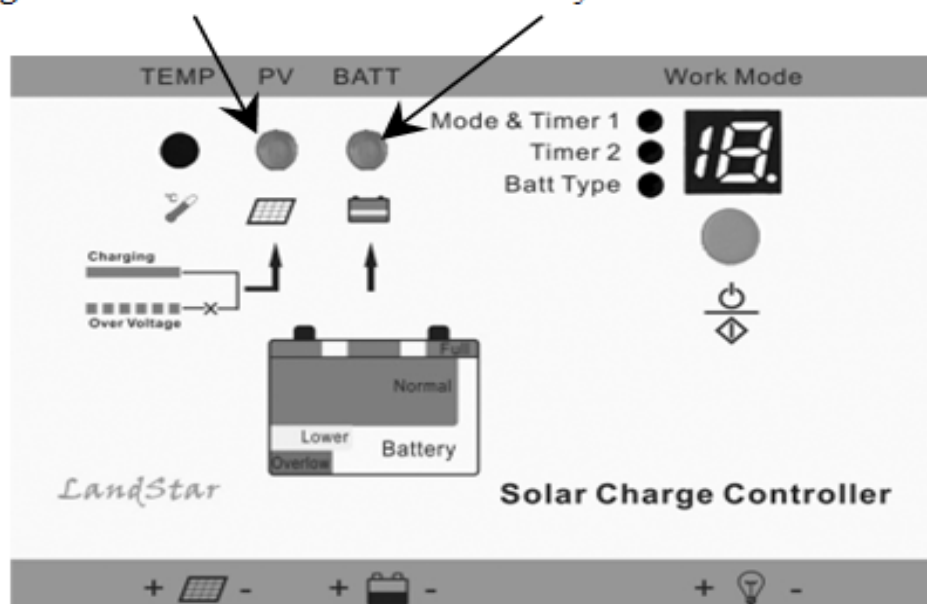 TEMP PV BATT Work Mode
Mode & Timer 1
Timer 2
Batt Type
18.
°C
Charging
Over Voltage
Full
Normal
Lower
Battery
Overlow
LandStar
Solar Charge Controller
+ - + - + -